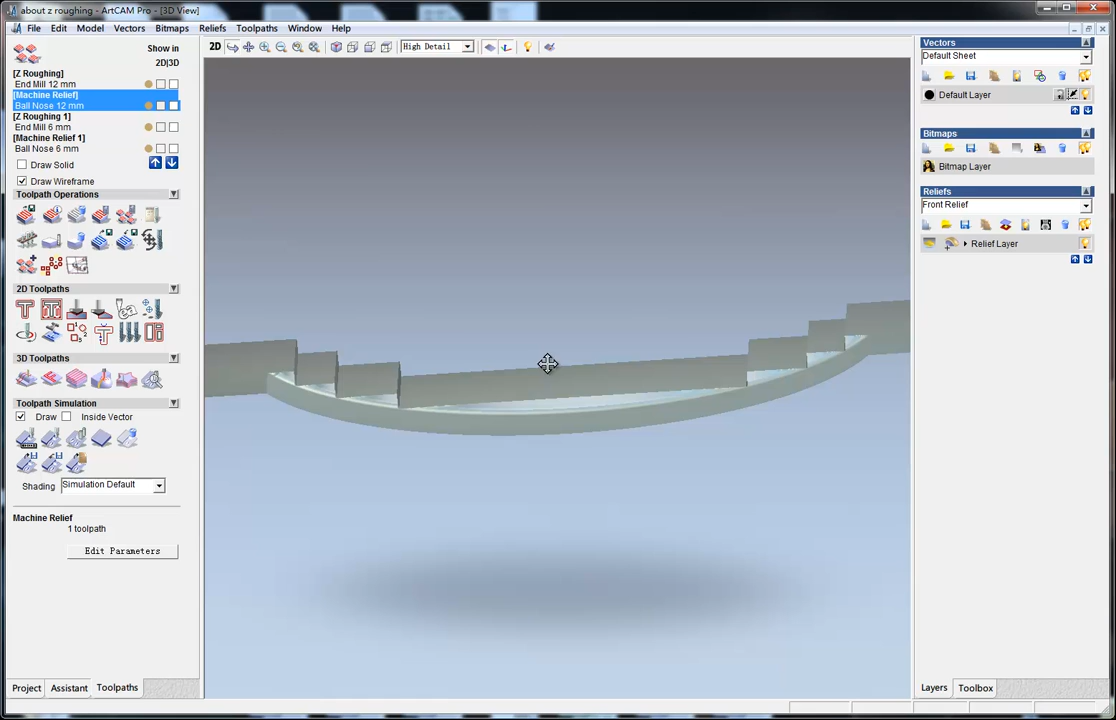 about z roughing - ArtCAM Pro - [3D View]
File Edit Model Vectors Bitmaps Reliefs Toolpaths Window Help
Show in
2D|3D
[Z Roughing]
End Mill 12 mm
[Machine Relief]
Ball Nose 12 mm
[Z Roughing 1]
End Mill 6 mm
[Machine Relief 1]
Ball Nose 6 mm
Draw Solid
Draw Wireframe
Toolpath Operations
2D Toolpaths
3D Toolpaths
Toolpath Simulation
Draw Inside Vector
Shading Simulation Default
Machine Relief
1 toolpath
Edit Parameters
Project Assistant Toolpaths
2D High Detail
Vectors
Default Sheet
Default Layer
Bitmaps
Bitmap Layer
Reliefs
Front Relief
Relief Layer
Layers Toolbox